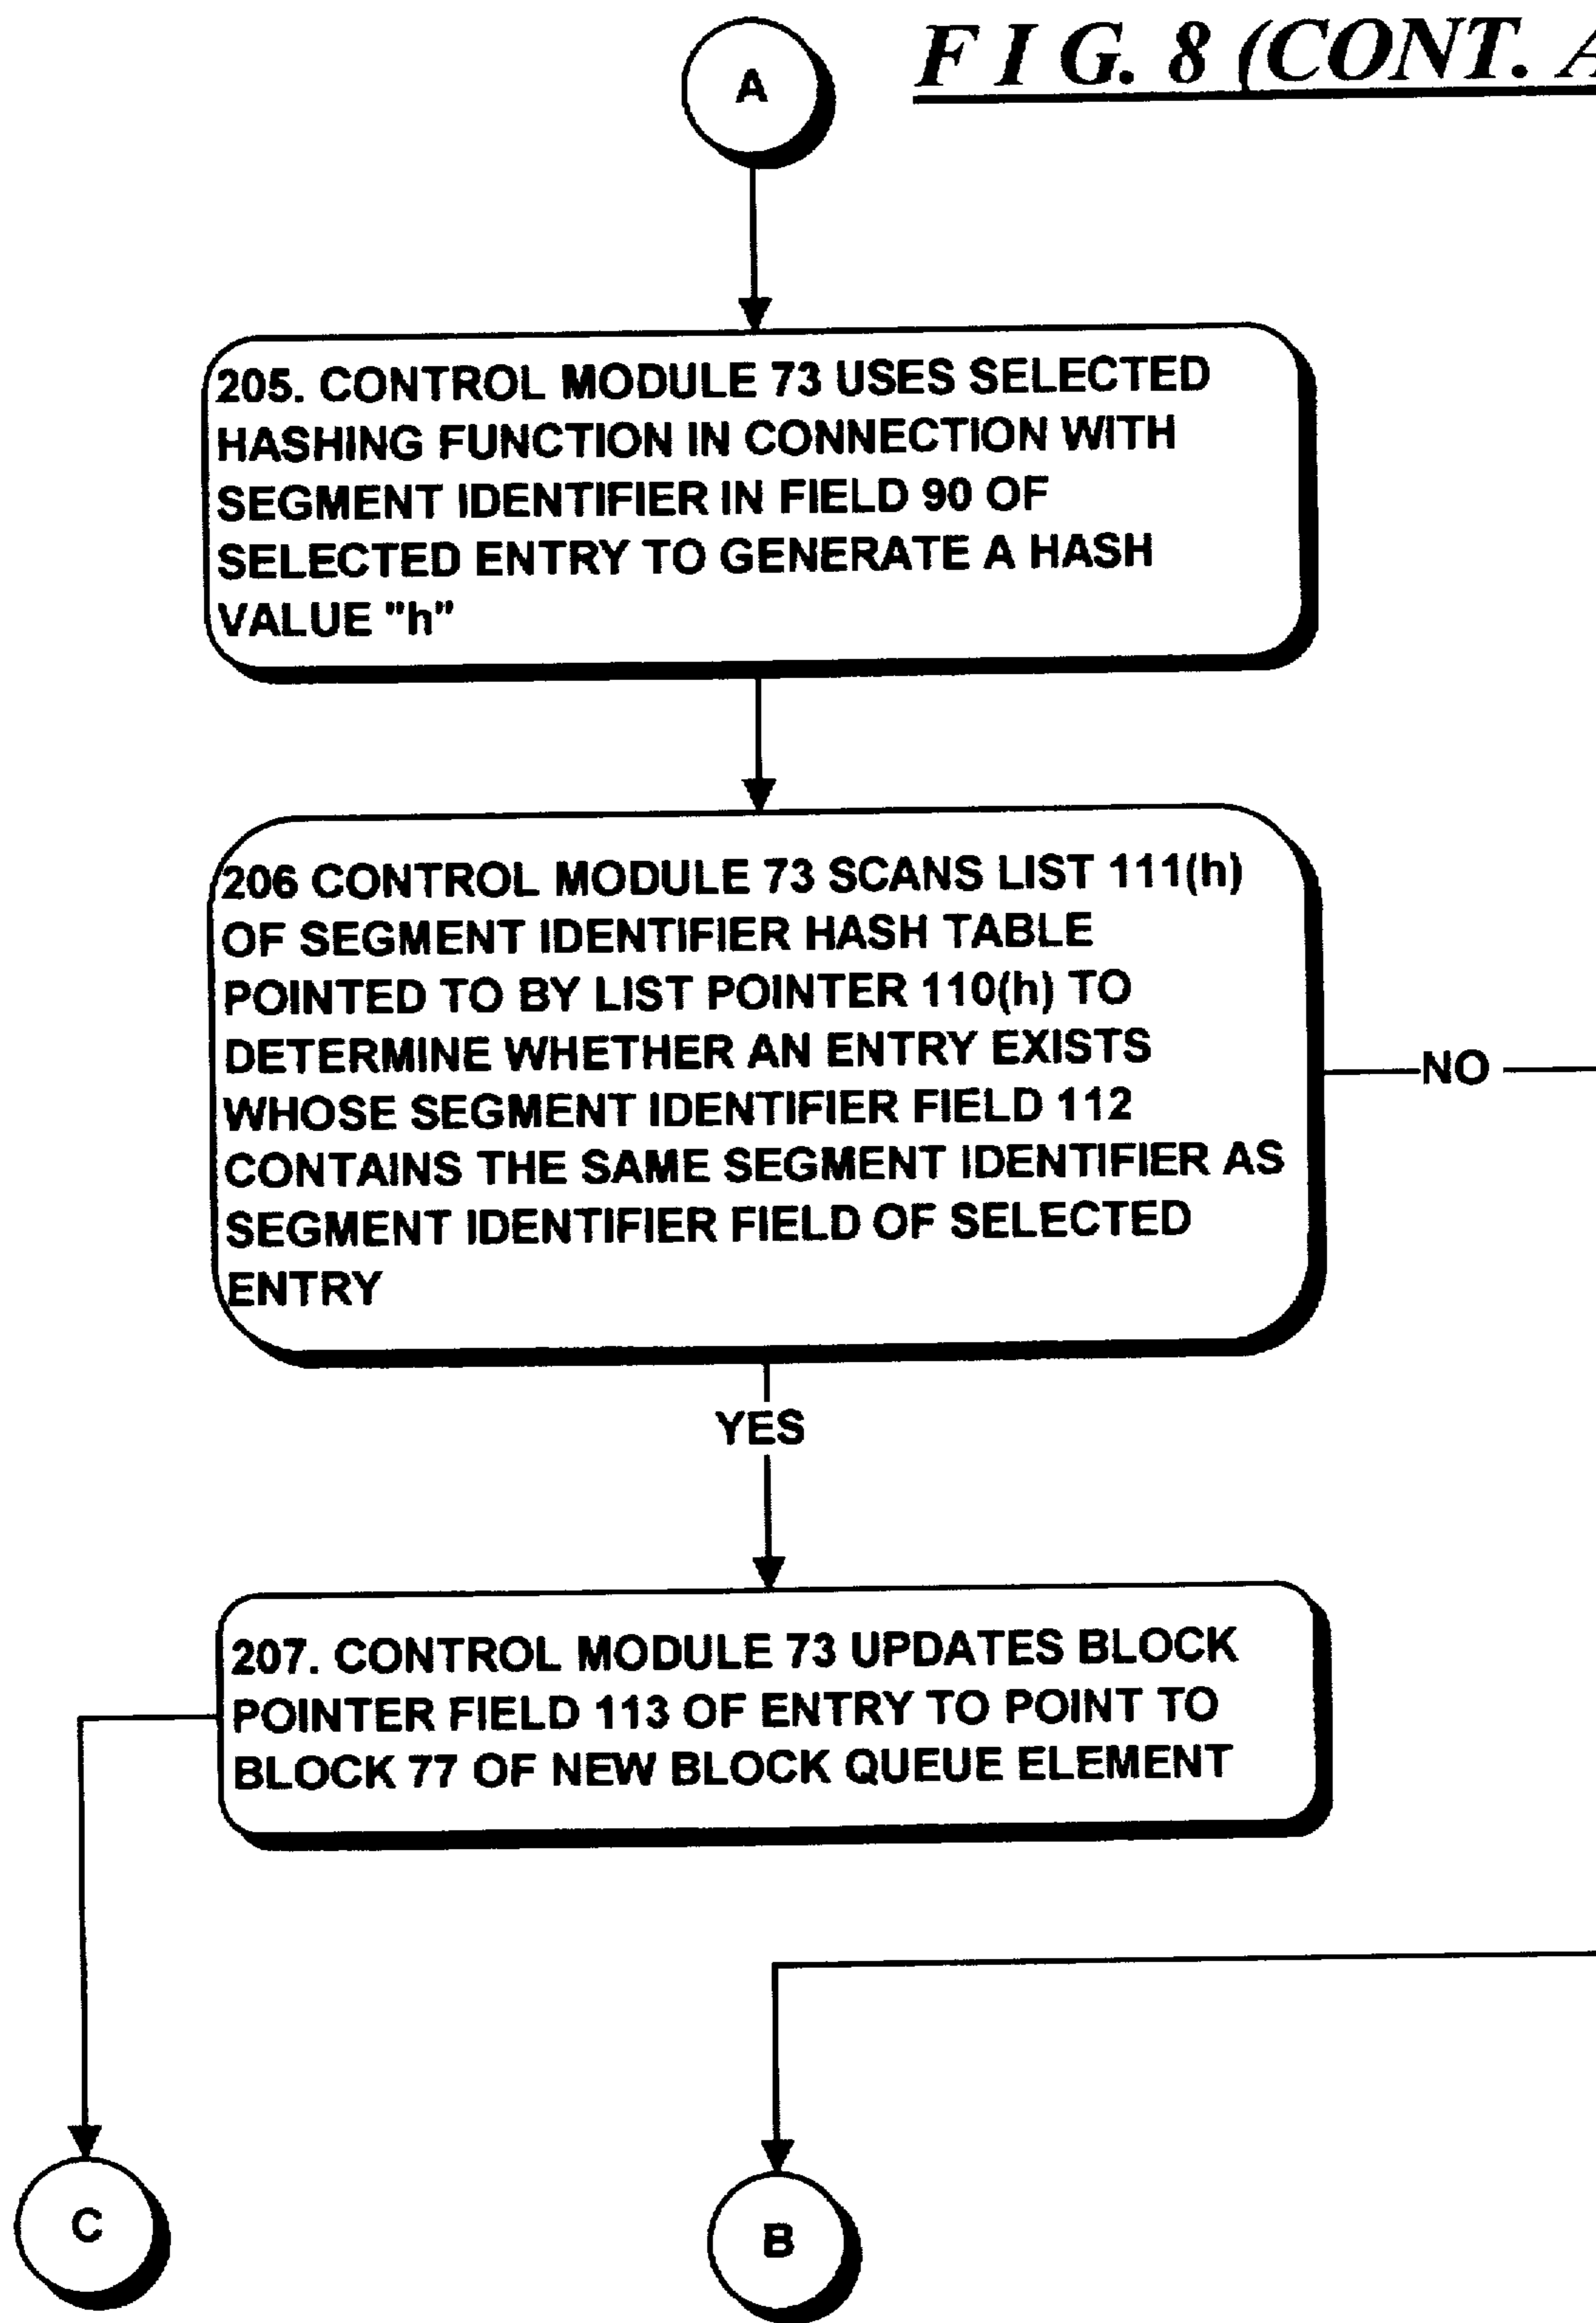 A
F I G. 8 (CONT. A
205. CONTROL MODULE 73 USES SELECTED
HASHING FUNCTION IN CONNECTION WITH
SEGMENT IDENTIFIER IN FIELD 90 OF
SELECTED ENTRY TO GENERATE A HASH
VALUE "h"
206 CONTROL MODULE 73 SCANS LIST 111(h)
OF SEGMENT IDENTIFIER HASH TABLE
POINTED TO BY LIST POINTER 110(h) TO
DETERMINE WHETHER AN ENTRY EXISTS
WHOSE SEGMENT IDENTIFIER FIELD 112
CONTAINS THE SAME SEGMENT IDENTIFIER AS
SEGMENT IDENTIFIER FIELD OF SELECTED
ENTRY
NO
YES
207. CONTROL MODULE 73 UPDATES BLOCK
POINTER FIELD 113 OF ENTRY TO POINT TO
BLOCK 77 OF NEW BLOCK QUEUE ELEMENT
C
B